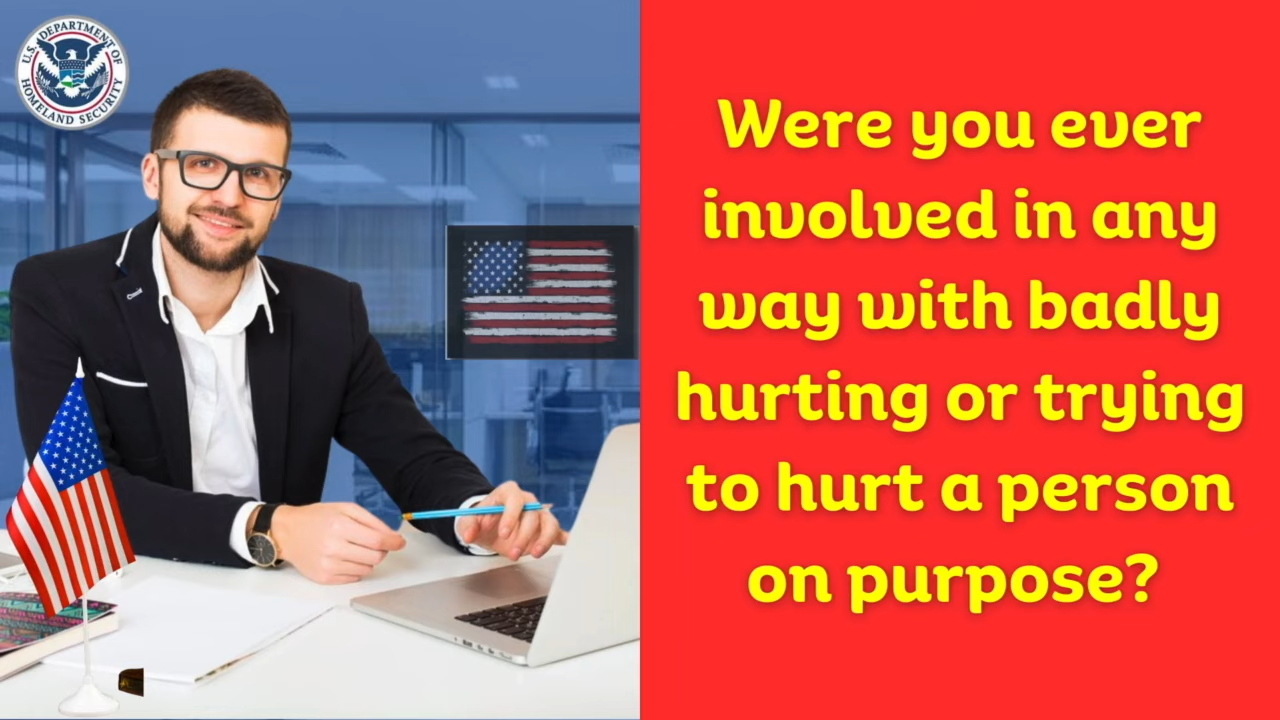 U.S. DEPARTMENT OF
HOMELAND SECURITY
Were you ever
involved in any
way with badly
hurting or trying
to hurt a person
on purpose?